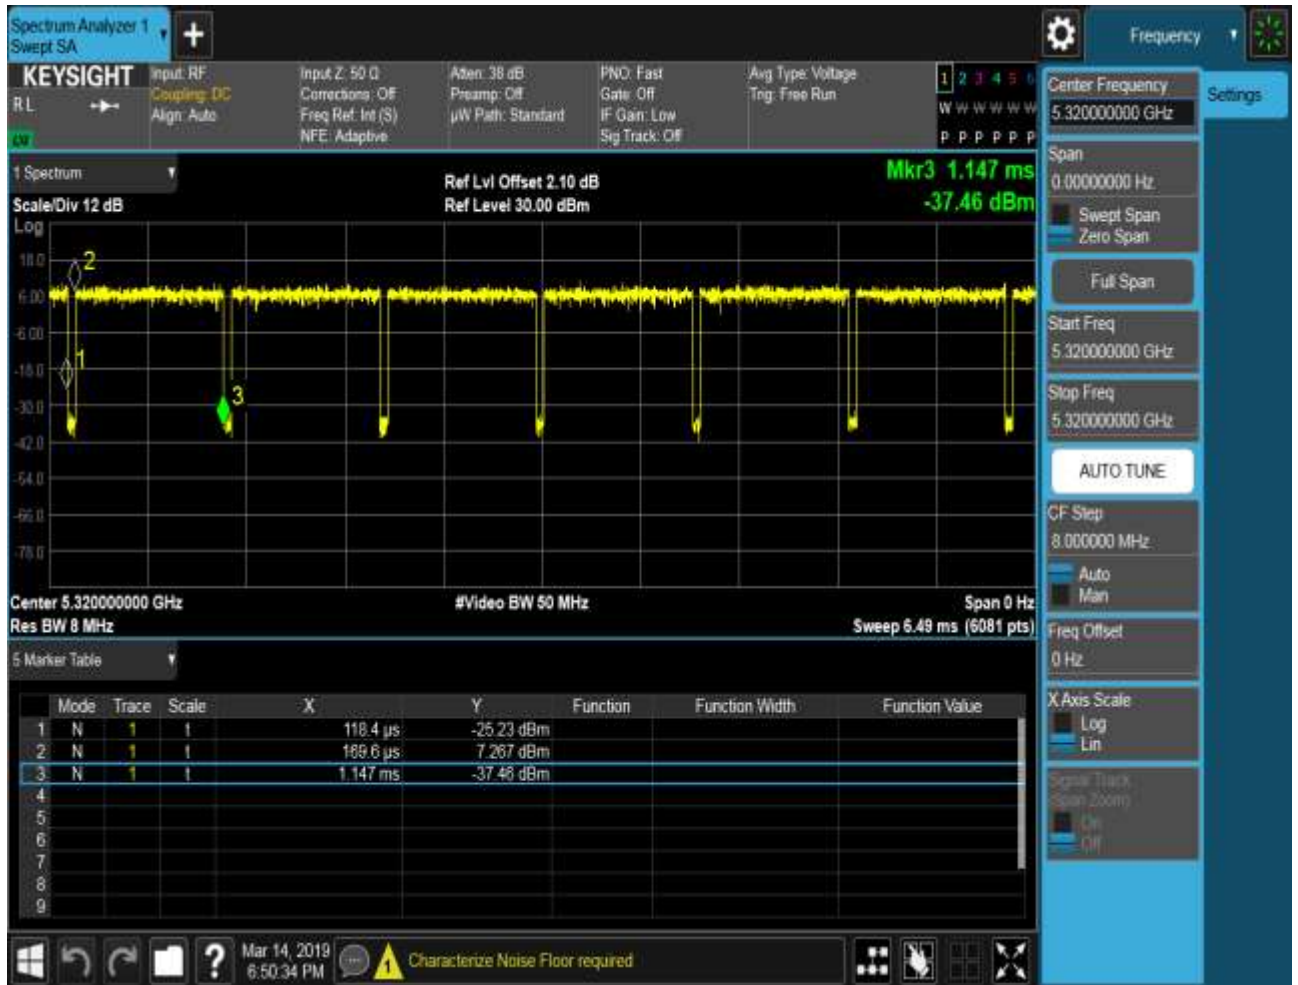 Spectrum Analyzer 1
Swept SA
Frequency
KEYSIGHT
RL
Input: RF
Coupling: DC
Align: Auto
Input Z: 50 Ω
Corrections: Off
Freq Ref: Int (S)
NFE: Adaptive
Atten: 38 dB
Preamp: Off
µW Path: Standard
PNO: Fast
Gate: Off
IF Gain: Low
Sig Track: Off
Avg Type: Voltage
Trig: Free Run
1 2 3 4 5 6
W W W W W W
P P P P P P
1 Spectrum
Scale/Div 12 dB
Log
Ref Lvl Offset 2.10 dB
Ref Level 30.00 dBm
Mkr3 1.147 ms
-37.46 dBm
18.0
6.00
-6.00
-18.0
-30.0
-42.0
-54.0
-66.0
-78.0
2
1
3
Center 5.320000000 GHz
Res BW 8 MHz
#Video BW 50 MHz
Span 0 Hz
Sweep 6.49 ms (6081 pts)
5 Marker Table
Mode Trace Scale X Y Function Function Width Function Value
1 N 1 t 118.4 µs -25.23 dBm
2 N 1 t 169.6 µs 7.267 dBm
3 N 1 t 1.147 ms -37.46 dBm
4
5
6
7
8
9
Mar 14, 2019
6:50:34 PM
1
Characterize Noise Floor required
Settings
Center Frequency
5.320000000 GHz
Span
0.00000000 Hz
Swept Span
Zero Span
Full Span
Start Freq
5.320000000 GHz
Stop Freq
5.320000000 GHz
AUTO TUNE
CF Step
8.000000 MHz
Auto
Man
Freq Offset
0 Hz
X Axis Scale
Log
Lin
Signal Track
(Span Zoom)
On
Off